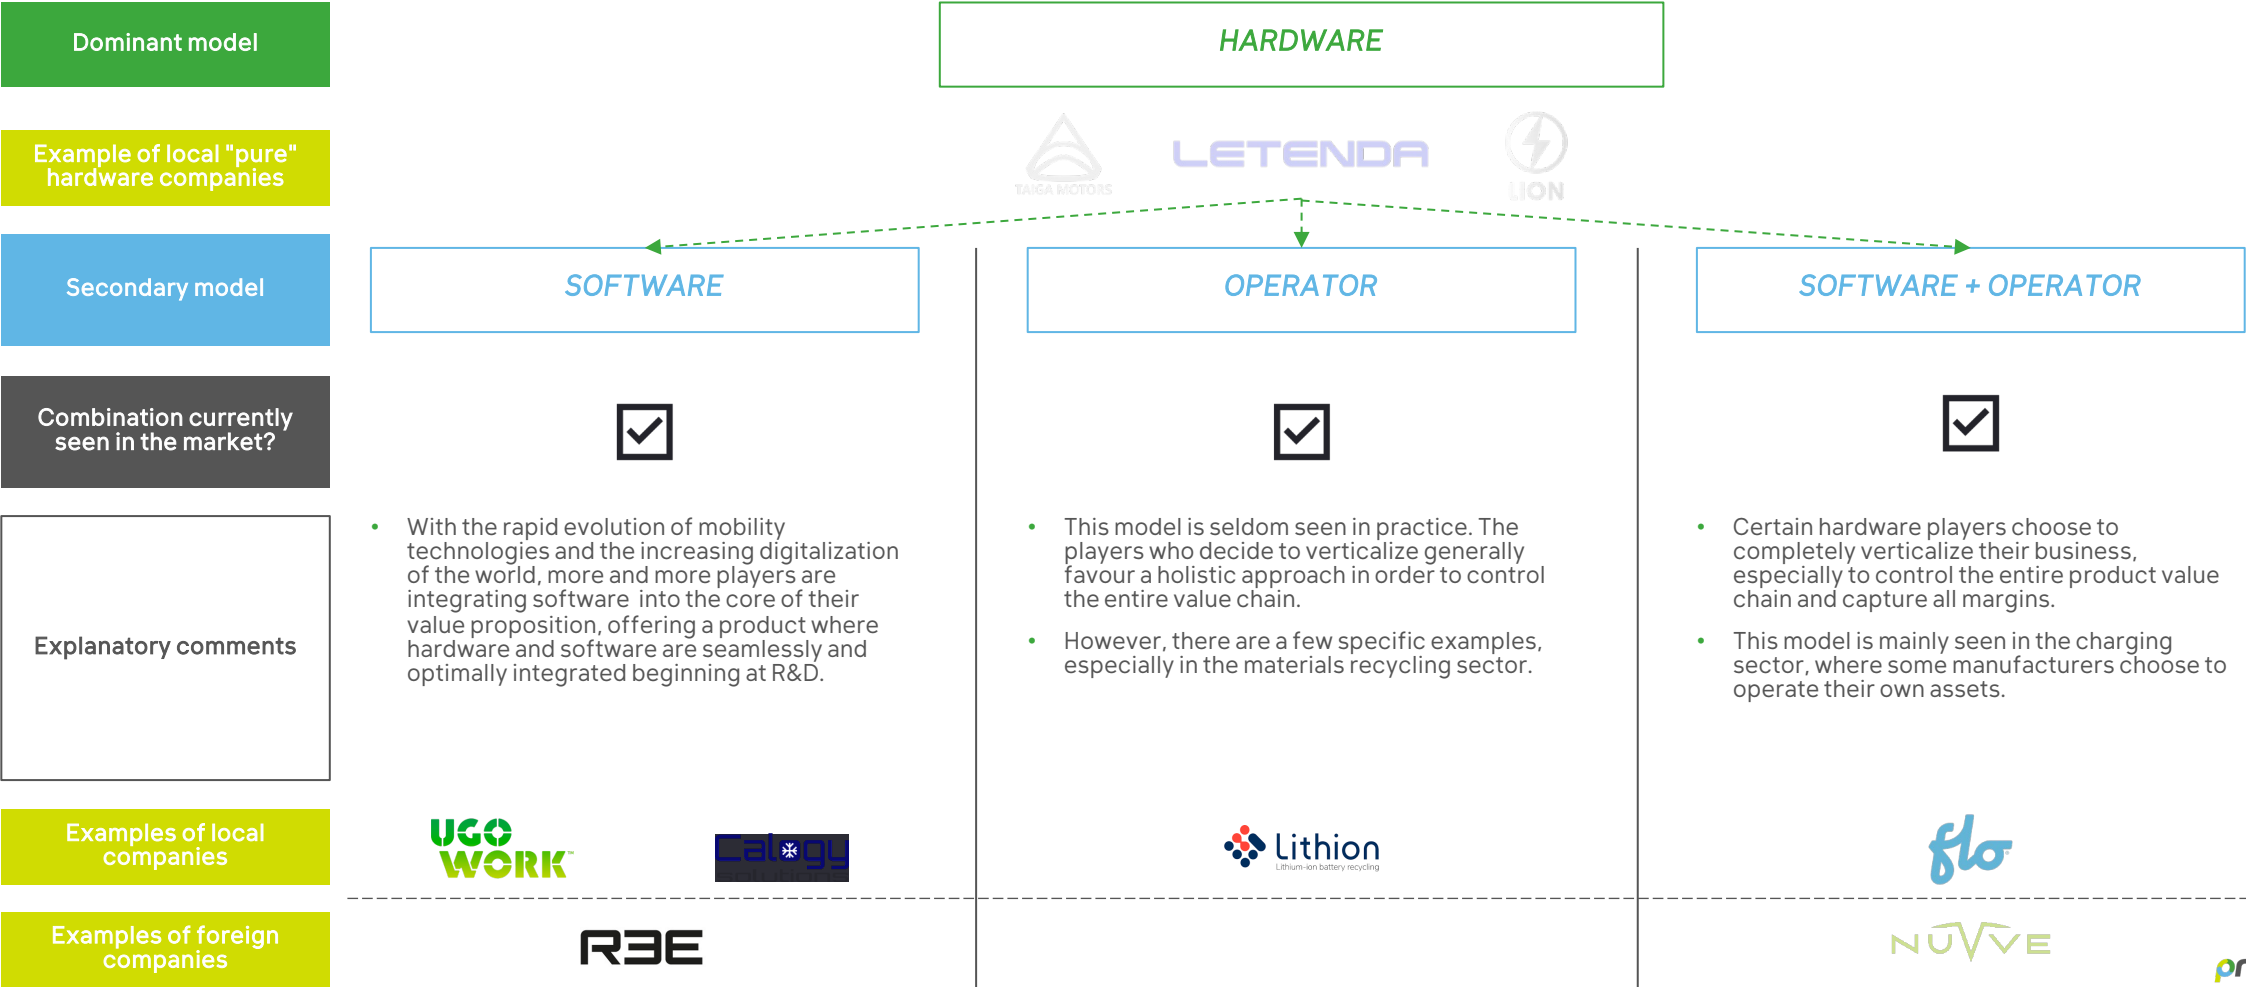 Dominant model
HARDWARE
Example of local "pure"
hardware companies
TAIGA MOTORS
LETENDA
LION
Secondary model
SOFTWARE
OPERATOR
SOFTWARE + OPERATOR
Combination currently
seen in the market?
Explanatory comments
• With the rapid evolution of mobility
technologies and the increasing digitalization
of the world, more and more players are
integrating software into the core of their
value proposition, offering a product where
hardware and software are seamlessly and
optimally integrated beginning at R&D.
• This model is seldom seen in practice. The
players who decide to verticalize generally
favour a holistic approach in order to control
the entire value chain.
• However, there are a few specific examples,
especially in the materials recycling sector.
• Certain hardware players choose to
completely verticalize their business,
especially to control the entire product value
chain and capture all margins.
• This model is mainly seen in the charging
sector, where some manufacturers choose to
operate their own assets.
Examples of local
companies
UGO
WORK™
Calogy
solutions
Lithion
Lithium-ion battery recycling
flo
Examples of foreign
companies
REE
NUVVE
pr